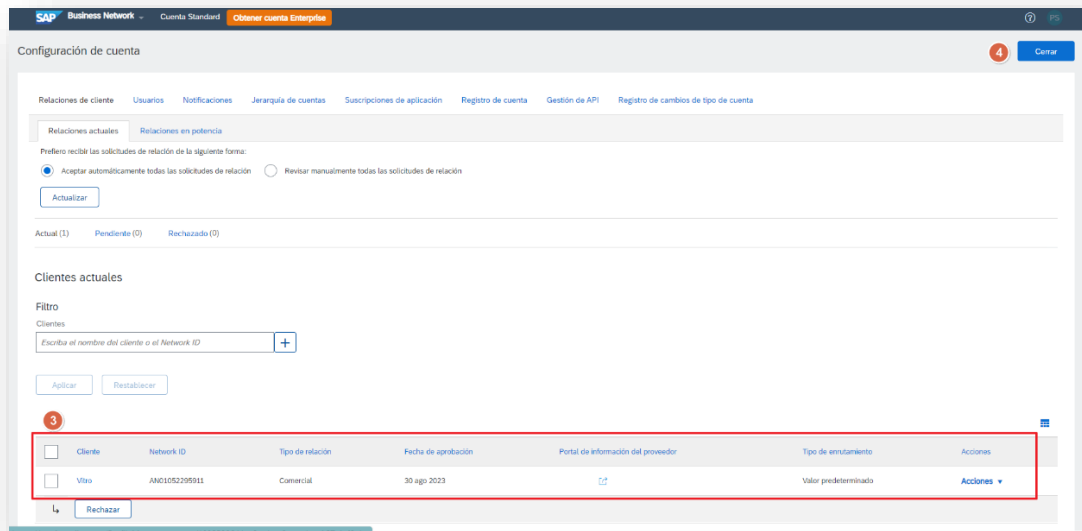 SAP Business Network Cuenta Standard Obtener cuenta Enterprise PS
Configuración de cuenta 4 Cerrar
Relaciones de cliente Usuarios Notificaciones Jerarquía de cuentas Suscripciones de aplicación Registro de cuenta Gestión de API Registro de cambios de tipo de cuenta
Relaciones actuales Relaciones en potencia
Prefiero recibir las solicitudes de relación de la siguiente forma:
Aceptar automáticamente todas las solicitudes de relación Revisar manualmente todas las solicitudes de relación
Actualizar
Actual (1) Pendiente (0) Rechazado (0)
Clientes actuales
Filtro
Clientes
Escriba el nombre del cliente o el Network ID +
Aplicar Restablecer
3
Cliente Network ID Tipo de relación Fecha de aprobación Portal de información del proveedor Tipo de enrutamiento Acciones
Vitro AN01052295911 Comercial 30 ago 2023 Valor predeterminado Acciones
Rechazar